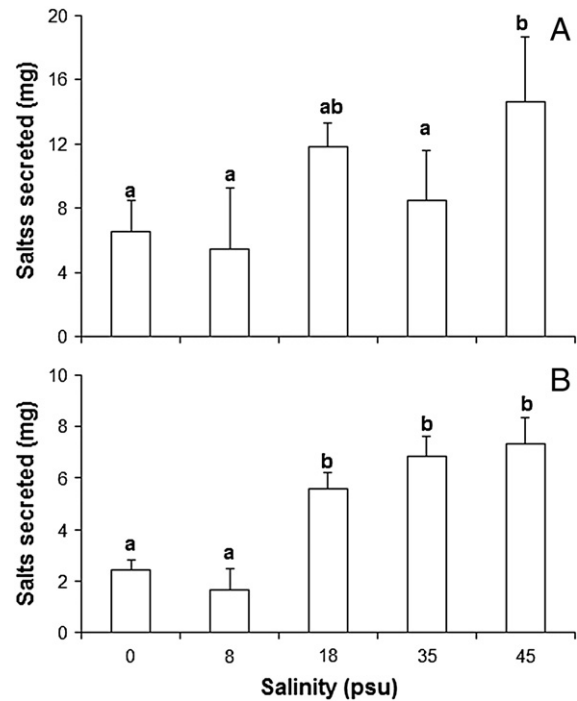 A
20
16
12
8
4
0
Saltss secreted (mg)
a
a
ab
a
b
B
10
8
6
4
2
0
Salts secreted (mg)
a
a
b
b
b
0 8 18 35 45
Salinity (psu)